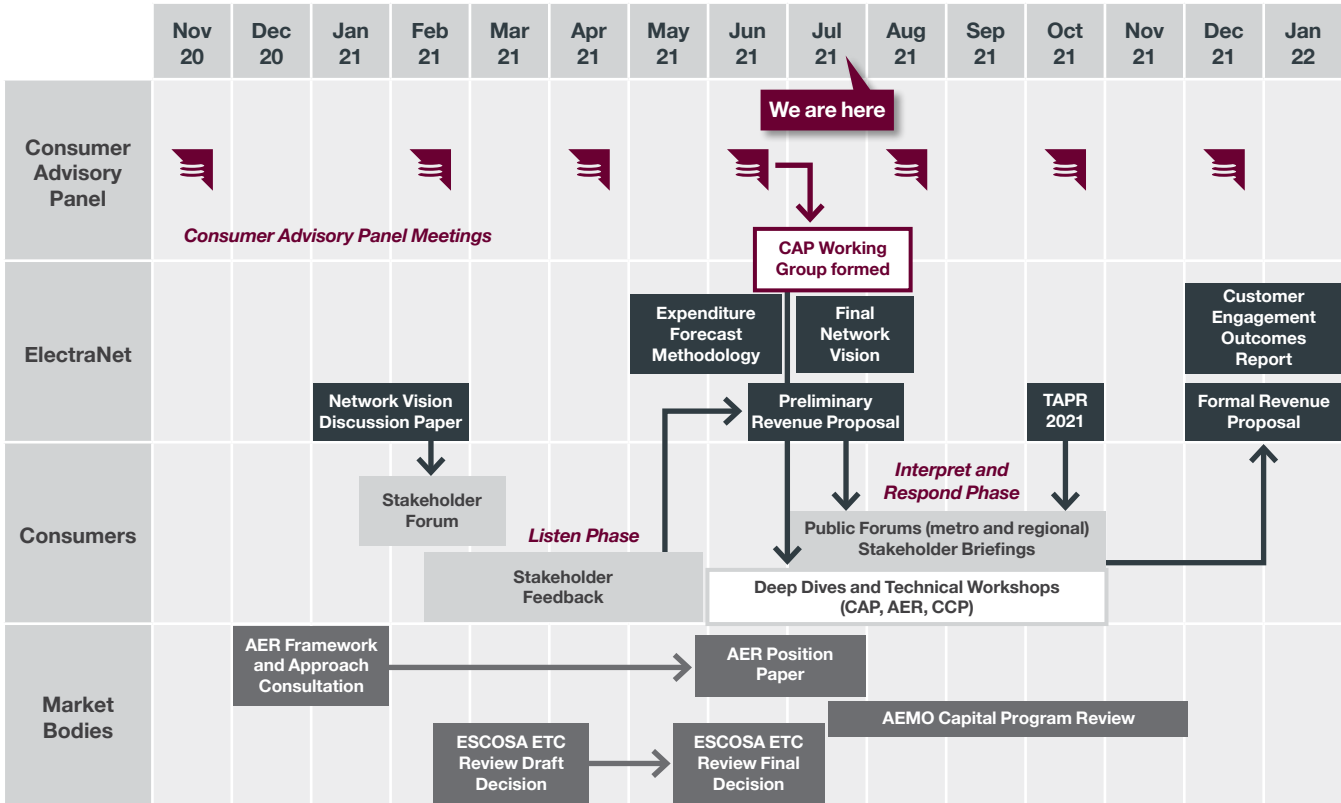 Nov
20
Dec
20
Jan
21
Feb
21
Mar
21
Apr
21
May
21
Jun
21
Jul
21
Aug
21
Sep
21
Oct
21
Nov
21
Dec
21
Jan
22
We are here
Consumer
Advisory
Panel
Consumer Advisory Panel Meetings
CAP Working
Group formed
ElectraNet
Expenditure
Forecast
Methodology
Final
Network
Vision
Customer
Engagement
Outcomes
Report
Network Vision
Discussion Paper
Preliminary
Revenue Proposal
TAPR
2021
Formal Revenue
Proposal
Consumers
Stakeholder
Forum
Listen Phase
Stakeholder
Feedback
Interpret and
Respond Phase
Public Forums (metro and regional)
Stakeholder Briefings
Deep Dives and Technical Workshops
(CAP, AER, CCP)
Market
Bodies
AER Framework
and Approach
Consultation
AER Position
Paper
AEMO Capital Program Review
ESCOSA ETC
Review Draft
Decision
ESCOSA ETC
Review Final
Decision